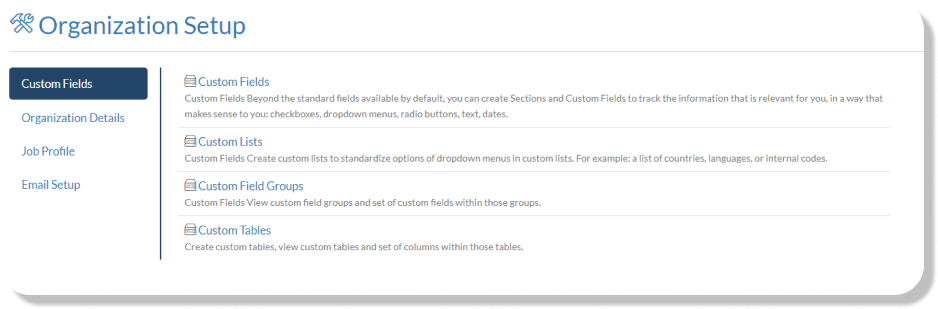 Organization Setup
Custom Fields
Organization Details
Job Profile
Email Setup
Custom Fields
Custom Fields Beyond the standard fields available by default, you can create Sections and Custom Fields to track the information that is relevant for you, in a way that
makes sense to you: checkboxes, dropdown menus, radio buttons, text, dates.
Custom Lists
Custom Fields Create custom lists to standardize options of dropdown menus in custom lists. For example: a list of countries, languages, or internal codes.
Custom Field Groups
Custom Fields View custom field groups and set of custom fields within those groups.
Custom Tables
Create custom tables, view custom tables and set of columns within those tables.